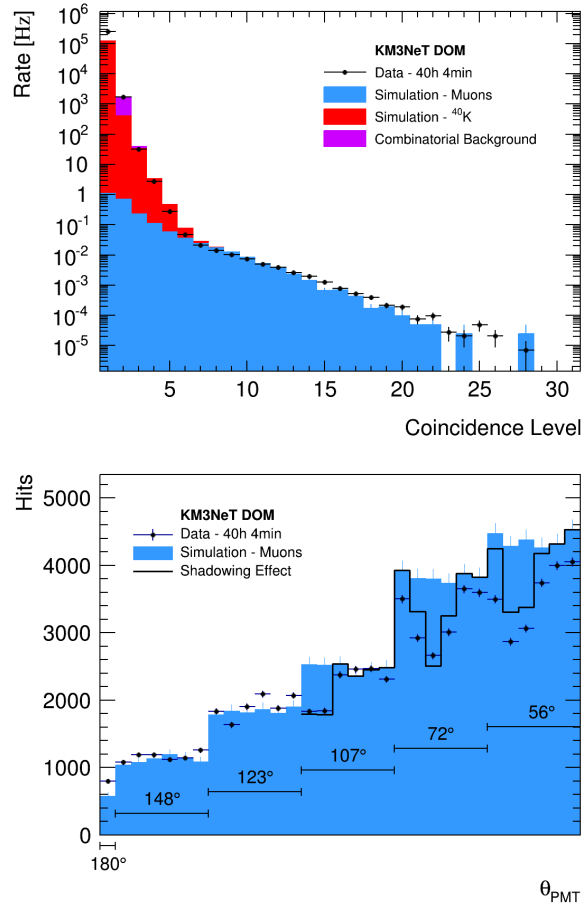 Rate [Hz]
10⁶
10⁵
10⁴
10³
10²
10
1
10⁻¹
10⁻²
10⁻³
10⁻⁴
10⁻⁵
KM3NeT DOM
Data - 40h 4min
Simulation - Muons
Simulation - ⁴⁰K
Combinatorial Background
5 10 15 20 25 30
Coincidence Level
Hits
5000
4000
3000
2000
1000
0
KM3NeT DOM
Data - 40h 4min
Simulation - Muons
Shadowing Effect
56°
72°
107°
123°
148°
180°
θPMT